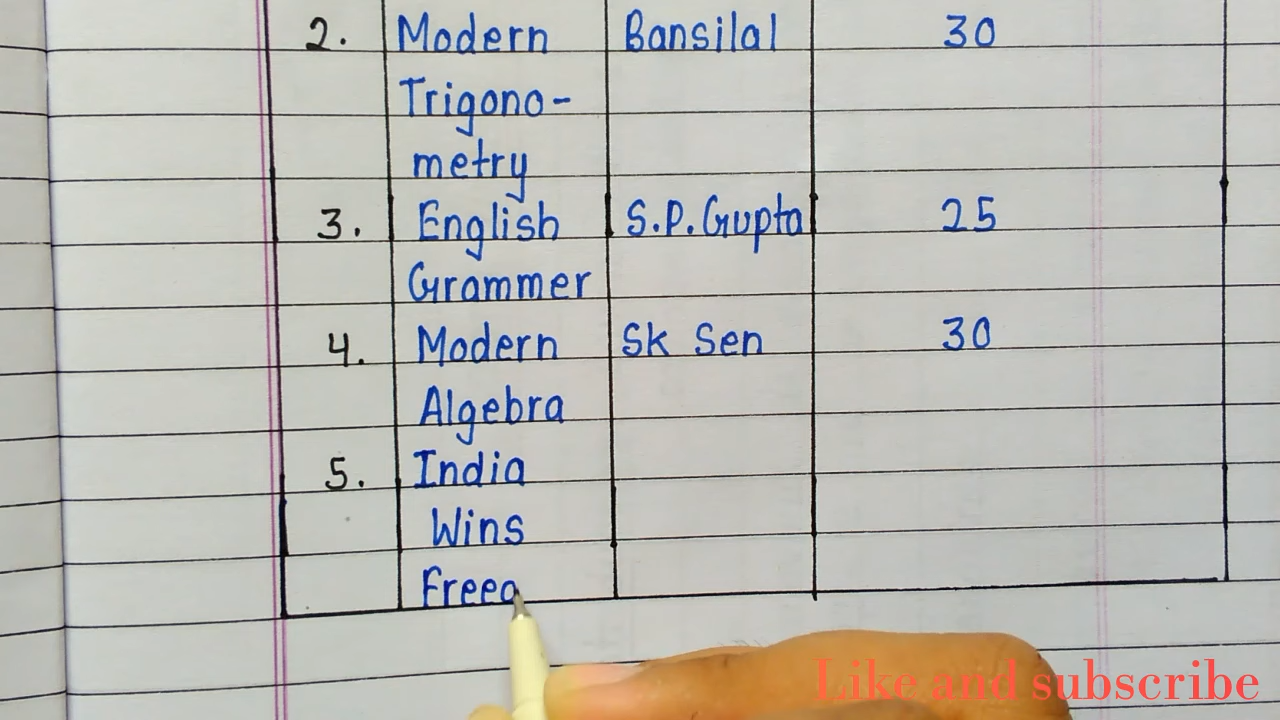 2. Modern Bansilal 30
Trigono-
metry
3. English S.P. Gupta 25
Grammer
4. Modern Sk Sen 30
Algebra
5. India
Wins
Like and subscribe